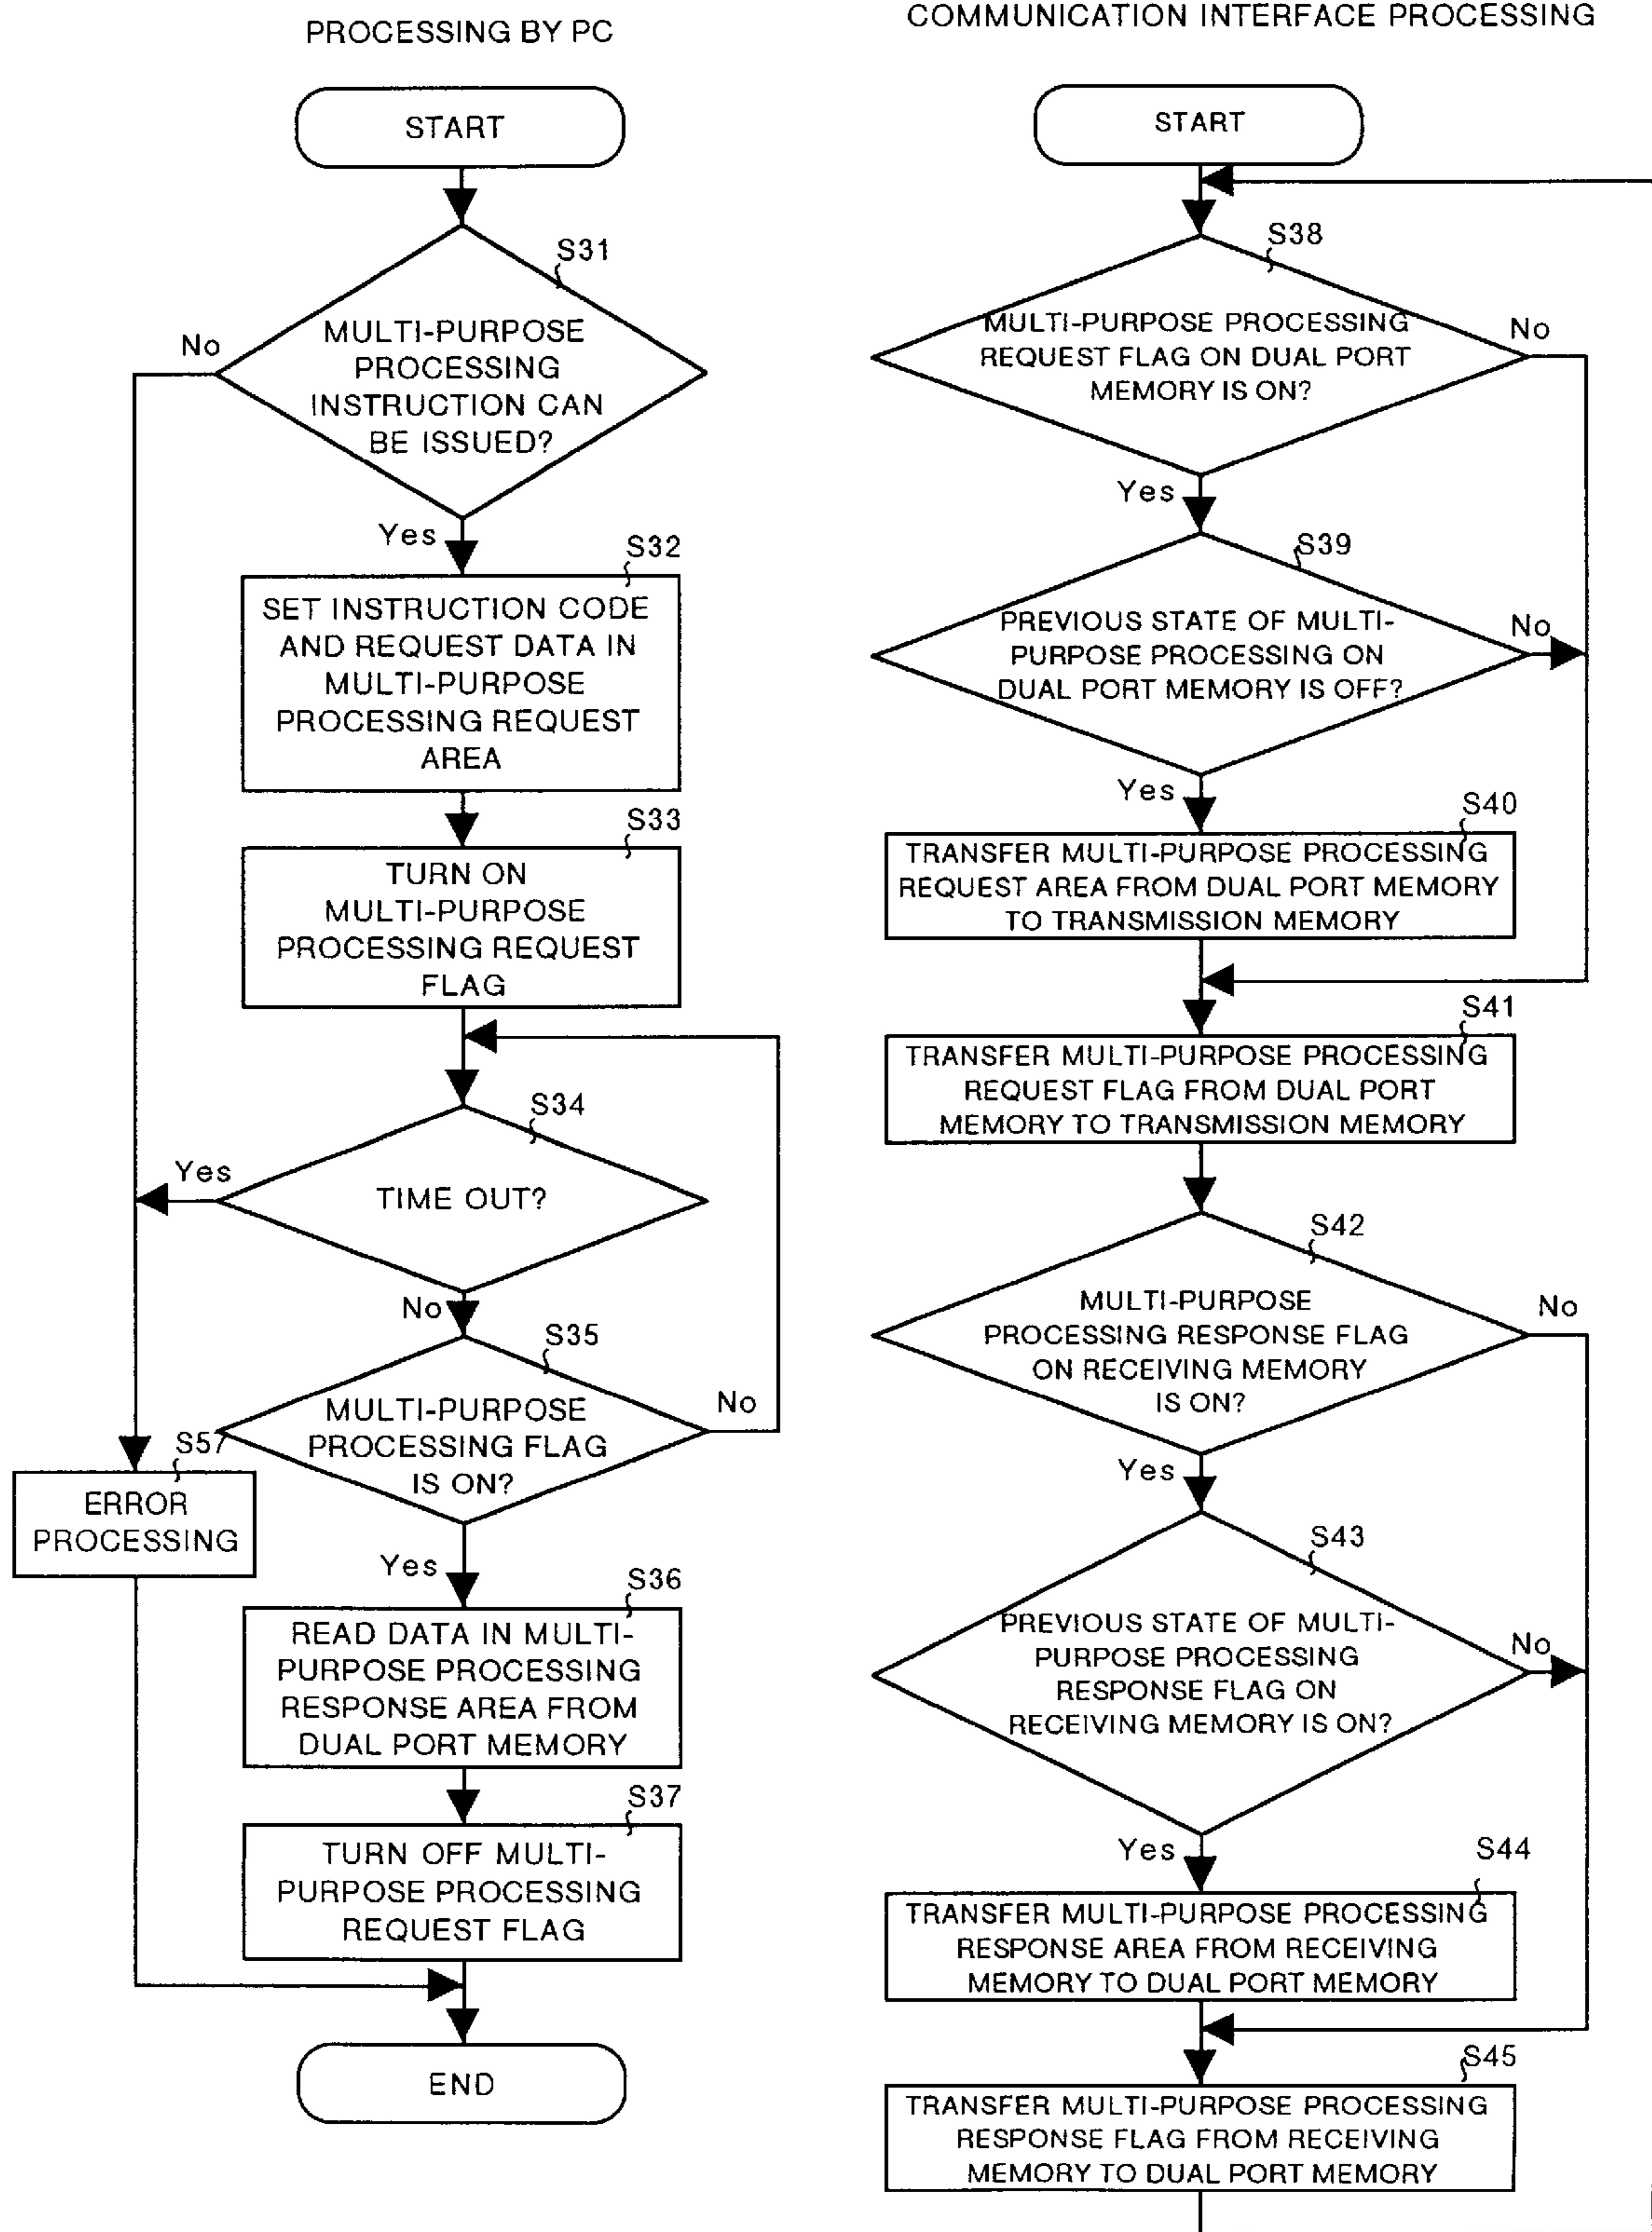 PROCESSING BY PC
START
S31
MULTI-PURPOSE
PROCESSING
INSTRUCTION CAN
BE ISSUED?
No
Yes
S32
SET INSTRUCTION CODE
AND REQUEST DATA IN
MULTI-PURPOSE
PROCESSING REQUEST
AREA
S33
TURN ON
MULTI-PURPOSE
PROCESSING REQUEST
FLAG
S34
TIME OUT?
Yes
No
S35
MULTI-PURPOSE
PROCESSING FLAG
IS ON?
No
S57
ERROR
PROCESSING
Yes
S36
READ DATA IN MULTI-
PURPOSE PROCESSING
RESPONSE AREA FROM
DUAL PORT MEMORY
S37
TURN OFF MULTI-
PURPOSE PROCESSING
REQUEST FLAG
END
COMMUNICATION INTERFACE PROCESSING
START
S38
MULTI-PURPOSE PROCESSING
REQUEST FLAG ON DUAL PORT
MEMORY IS ON?
No
Yes
S39
PREVIOUS STATE OF MULTI-
PURPOSE PROCESSING ON
DUAL PORT MEMORY IS OFF?
No
Yes
S40
TRANSFER MULTI-PURPOSE PROCESSING
REQUEST AREA FROM DUAL PORT MEMORY
TO TRANSMISSION MEMORY
S41
TRANSFER MULTI-PURPOSE PROCESSING
REQUEST FLAG FROM DUAL PORT
MEMORY TO TRANSMISSION MEMORY
S42
MULTI-PURPOSE
PROCESSING RESPONSE FLAG
ON RECEIVING MEMORY
IS ON?
No
Yes
S43
PREVIOUS STATE OF MULTI-
PURPOSE PROCESSING
RESPONSE FLAG ON
RECEIVING MEMORY IS ON?
No
Yes
S44
TRANSFER MULTI-PURPOSE PROCESSING
RESPONSE AREA FROM RECEIVING
MEMORY TO DUAL PORT MEMORY
S45
TRANSFER MULTI-PURPOSE PROCESSING
RESPONSE FLAG FROM RECEIVING
MEMORY TO DUAL PORT MEMORY